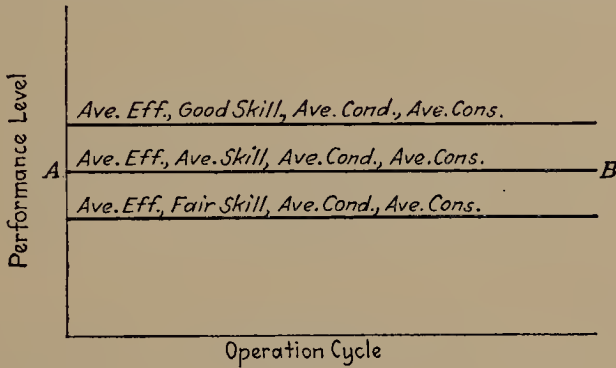 Performance Level
Ave. Eff., Good Skill, Ave. Cond., Ave. Cons.
A
Ave. Eff., Ave. Skill, Ave. Cond., Ave. Cons.
B
Ave. Eff., Fair Skill, Ave. Cond., Ave. Cons.
Operation Cycle